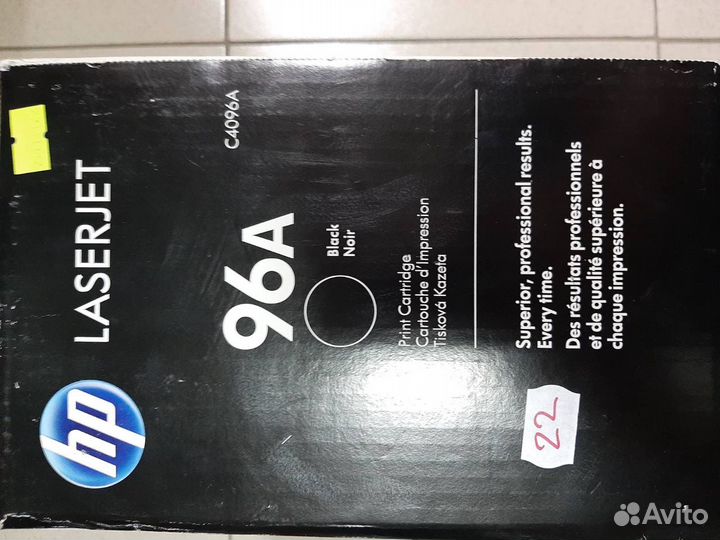 hp
LASERJET
C4096A
96A
Black
Noir
Print Cartridge
Cartouche d'Impression
Tisková Kazeta
Superior, professional results.
Every time.
Des résultats professionnels
et de qualité supérieure à
chaque impression.
22
Avito